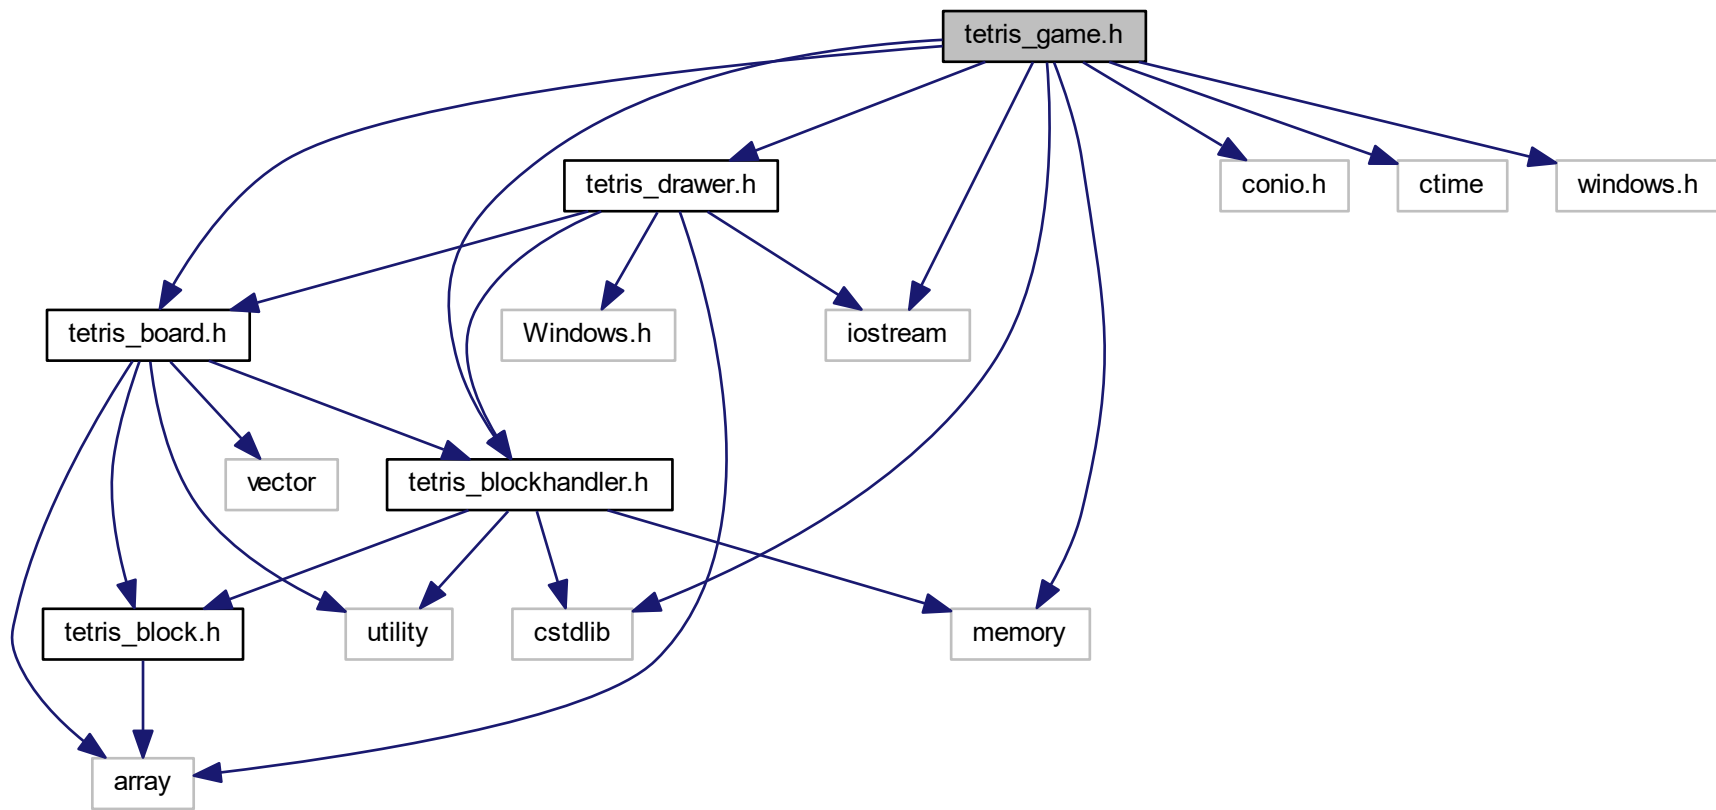 tetris_game.h
tetris_drawer.h
conio.h
ctime
windows.h
tetris_board.h
Windows.h
iostream
vector
tetris_blockhandler.h
tetris_block.h
utility
cstdlib
memory
array